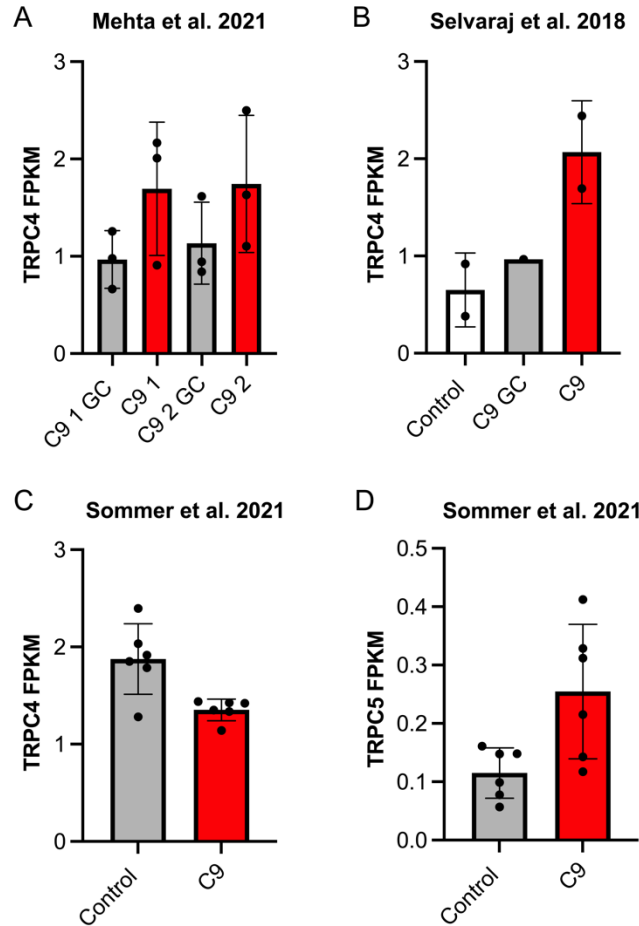 A
Mehta et al. 2021
TRPC4 FPKM
3
2
1
0
C9 1 GC
C9 1
C9 2 GC
C9 2
B
Selvaraj et al. 2018
TRPC4 FPKM
3
2
1
0
Control
C9 GC
C9
C
Sommer et al. 2021
TRPC4 FPKM
3
2
1
0
Control
C9
D
Sommer et al. 2021
TRPC5 FPKM
0.5
0.4
0.3
0.2
0.1
0.0
Control
C9